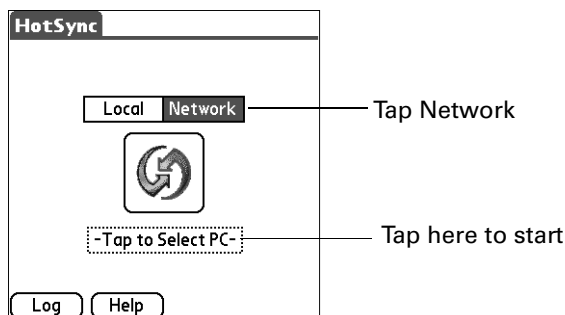 HotSync
Local Network
Tap Network
-Tap to Select PC-
Tap here to start
Log Help